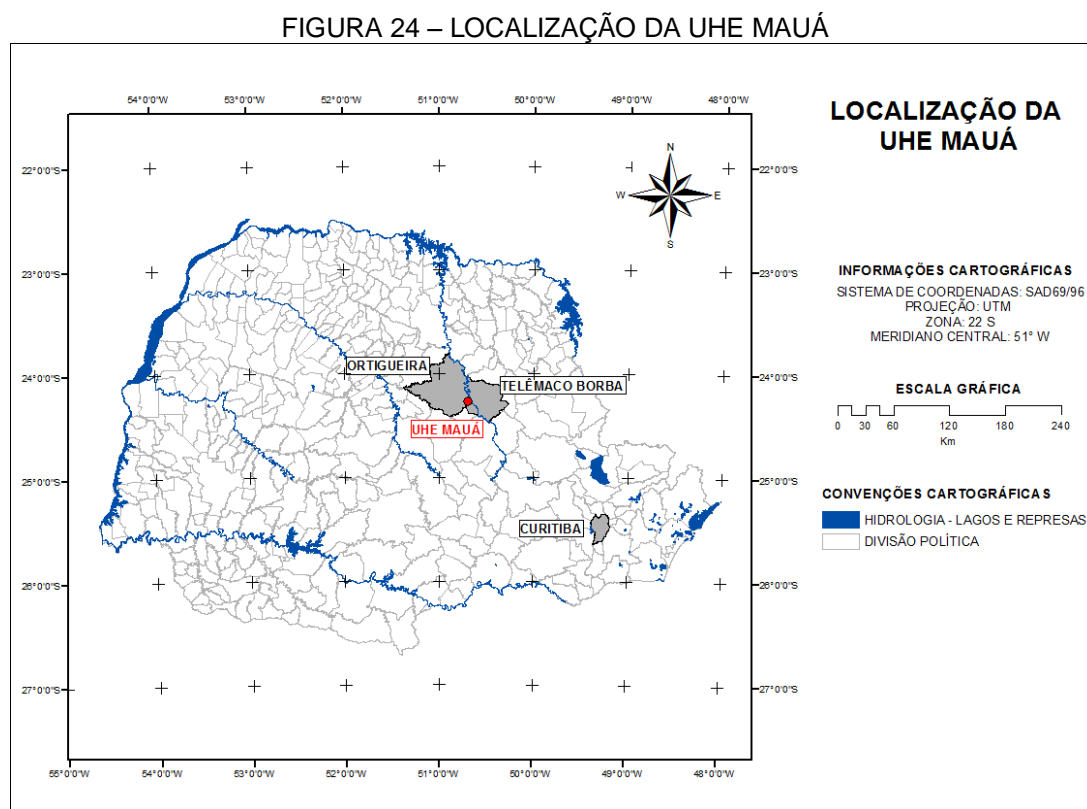 FIGURA 24 – LOCALIZAÇÃO DA UHE MAUÁ
54°0'0"W 53°0'0"W 52°0'0"W 51°0'0"W 50°0'0"W 49°0'0"W 48°0'0"W
LOCALIZAÇÃO DA
UHE MAUÁ
N
W E
S
22°0'0"S 22°0'0"S
23°0'0"S 23°0'0"S
INFORMAÇÕES CARTOGRÁFICAS
SISTEMA DE COORDENADAS: SAD69/96
PROJEÇÃO: UTM
ZONA: 22 S
MERIDIANO CENTRAL: 51° W
ORTIGUEIRA
24°0'0"S 24°0'0"S
TELÊMACO BORBA
UHE MAUÁ
ESCALA GRÁFICA
0 30 60 120 180 240
Km
25°0'0"S 25°0'0"S
CURITIBA
CONVENÇÕES CARTOGRÁFICAS
HIDROLOGIA - LAGOS E REPRESAS
DIVISÃO POLÍTICA
26°0'0"S 26°0'0"S
27°0'0"S 27°0'0"S
55°0'0"W 54°0'0"W 53°0'0"W 52°0'0"W 51°0'0"W 50°0'0"W 49°0'0"W 48°0'0"W